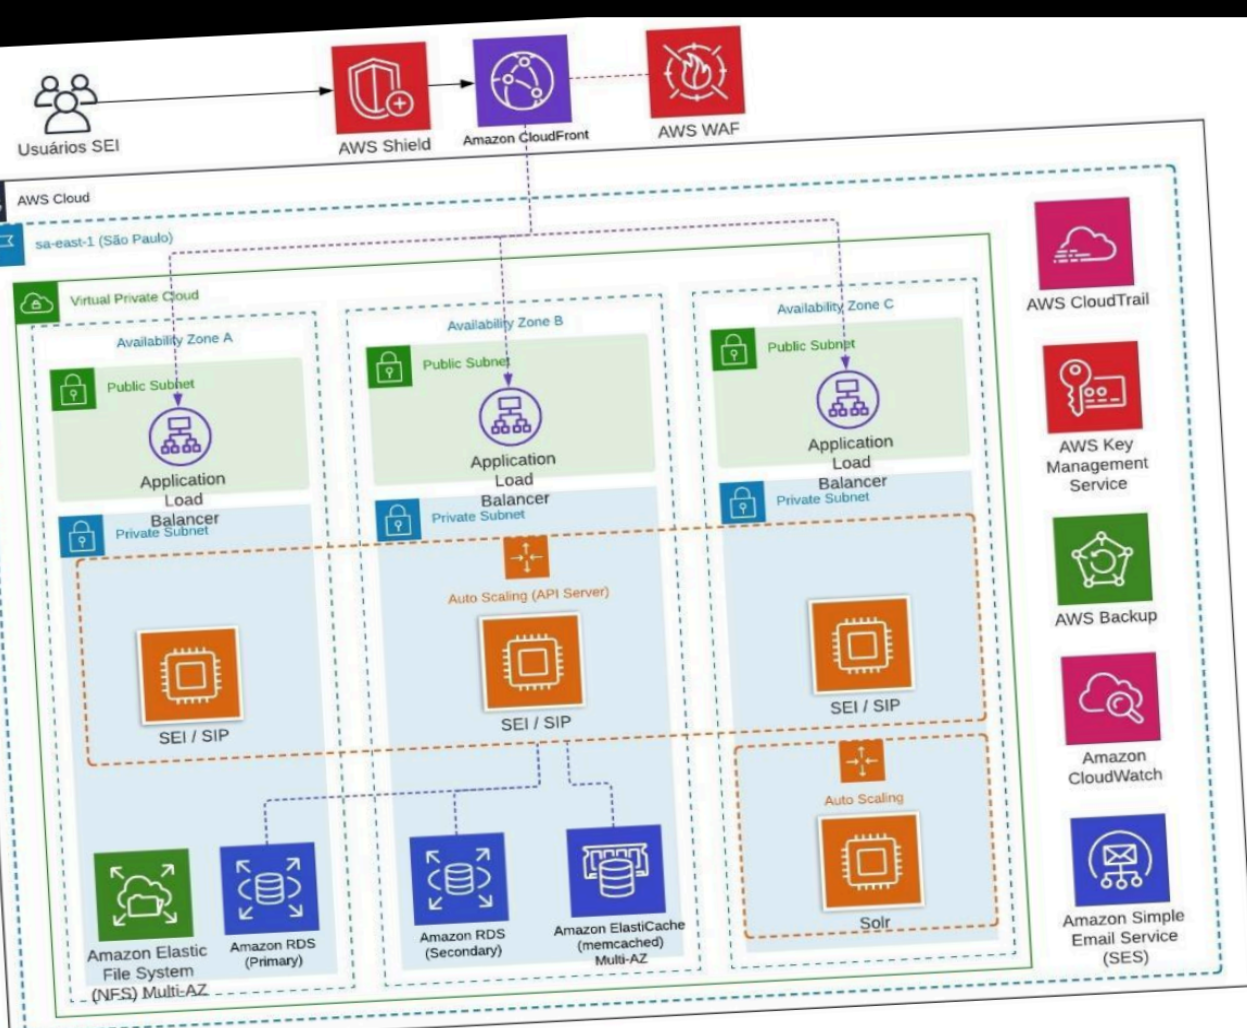 Usuários SEI
AWS Shield
Amazon CloudFront
AWS WAF
AWS Cloud
sa-east-1 (São Paulo)
Virtual Private Cloud
Availability Zone A
Public Subnet
Application
Load
Balancer
Private Subnet
SEI / SIP
Amazon Elastic
File System
(NFS) Multi-AZ
Amazon RDS
(Primary)
Availability Zone B
Public Subnet
Application
Load
Balancer
Private Subnet
Auto Scaling (API Server)
SEI / SIP
Amazon RDS
(Secondary)
Amazon ElastiCache
(memcached)
Multi-AZ
Availability Zone C
Public Subnet
Application
Load
Balancer
Private Subnet
SEI / SIP
Auto Scaling
Solr
AWS CloudTrail
AWS Key
Management
Service
AWS Backup
Amazon
CloudWatch
Amazon Simple
Email Service
(SES)